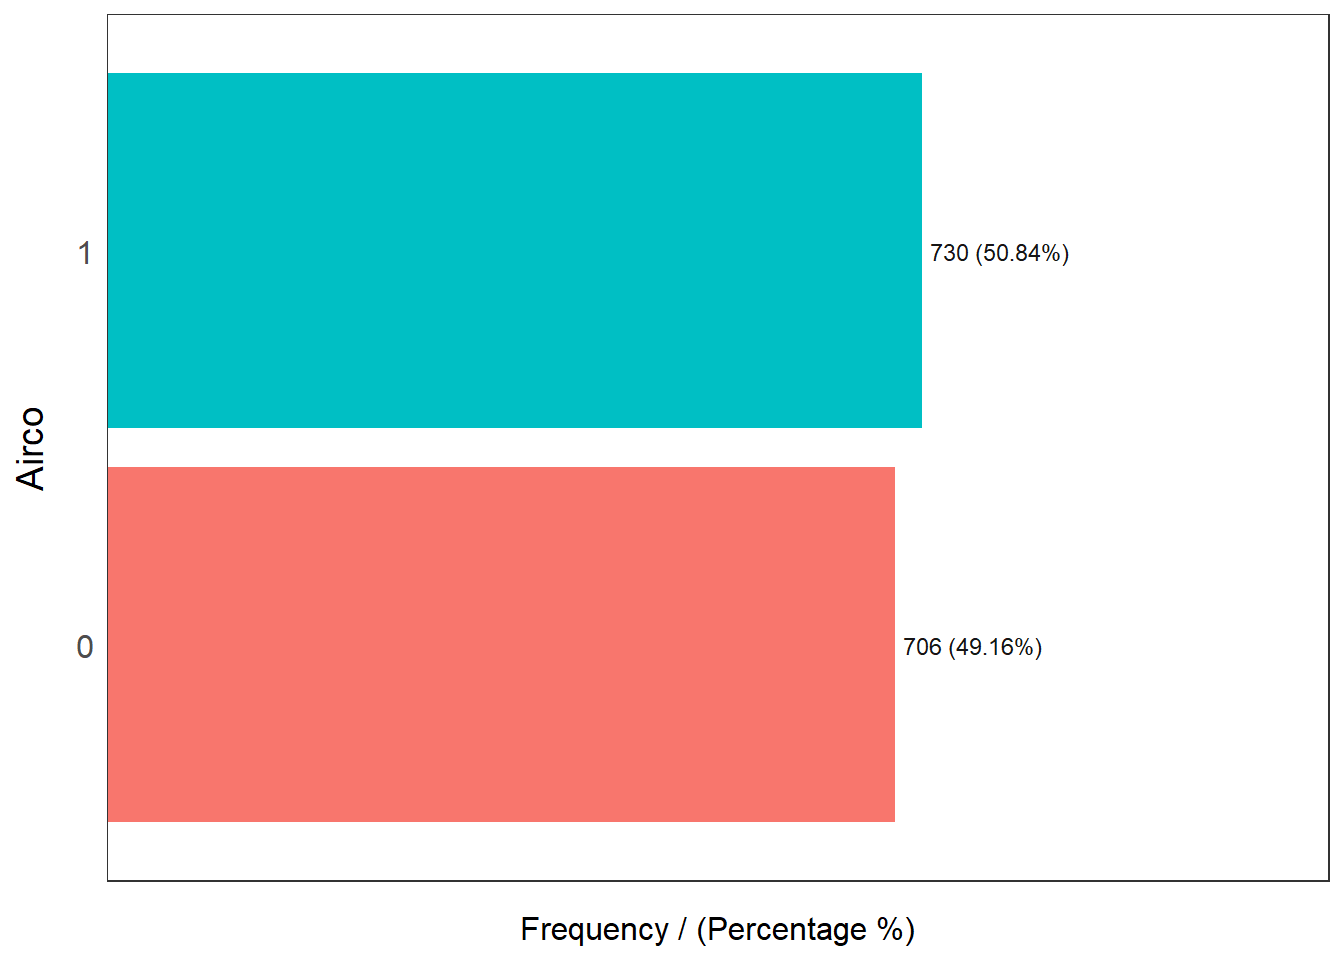 1
730 (50.84%)
Airco
0
706 (49.16%)
Frequency / (Percentage %)